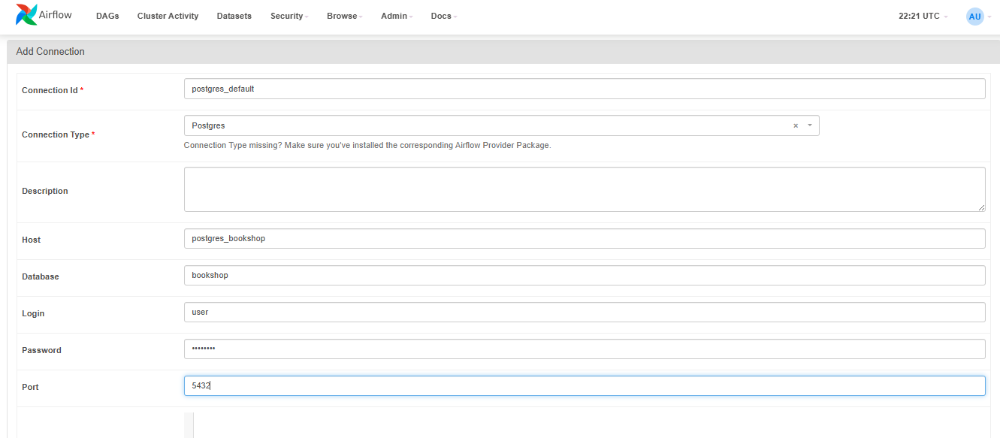 Airflow DAGs Cluster Activity Datasets Security Browse Admin Docs 22:21 UTC AU
Add Connection
Connection Id * postgres_default
Connection Type * Postgres × 
Connection Type missing? Make sure you've installed the corresponding Airflow Provider Package.
Description
Host postgres_bookshop
Database bookshop
Login user
Password ••••••••
Port 5432